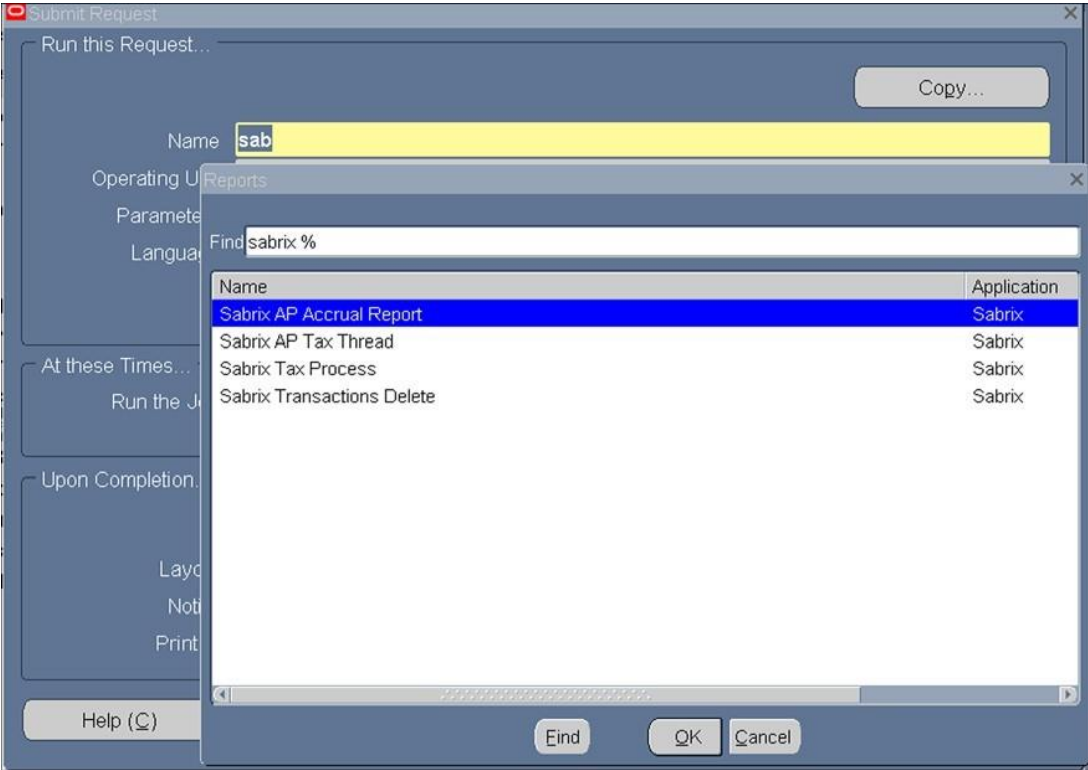 Submit Request
Run this Request...
Copy...
Name sab
Operating U
Reports
Paramete
Find sabrix %
Langua
Name Application
Sabrix AP Accrual Report Sabrix
Sabrix AP Tax Thread Sabrix
Sabrix Tax Process Sabrix
Sabrix Transactions Delete Sabrix
At these Times...
Run the J
Upon Completion.
Layo
Noti
Print
Help (C)
Find OK Cancel